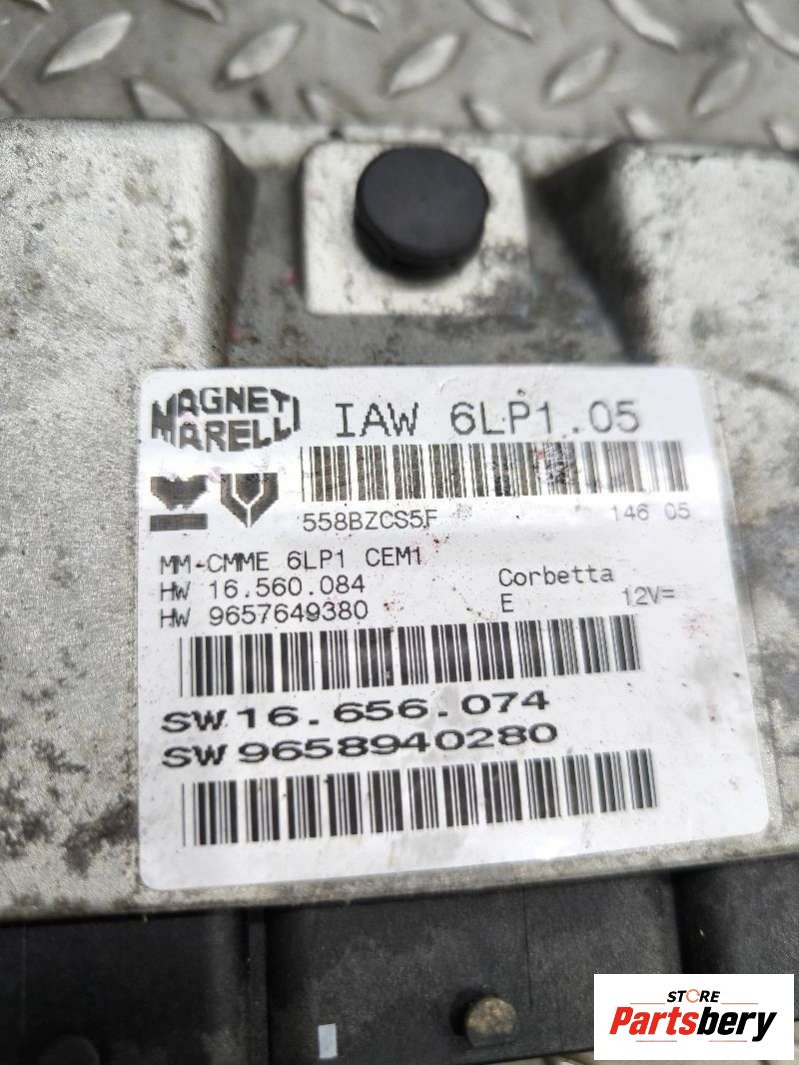 MAGNETI MARELLI
IAW 6LP1.05
558BZCS5F 146 05
MM-CMME 6LP1 CEM1
HW 16.560.084 Corbetta
HW 9657649380 E 12V=
SW 16.656.074
SW 9658940280
STORE
Partsbery